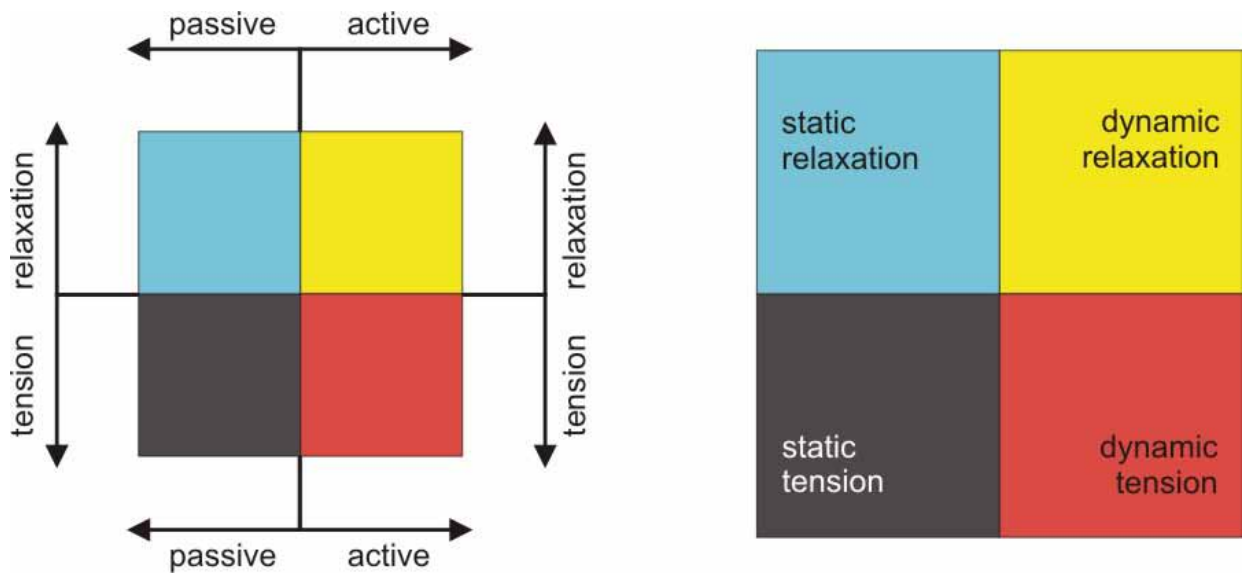 passive active
relaxation
tension
relaxation
tension
passive active
static
relaxation
dynamic
relaxation
static
tension
dynamic
tension